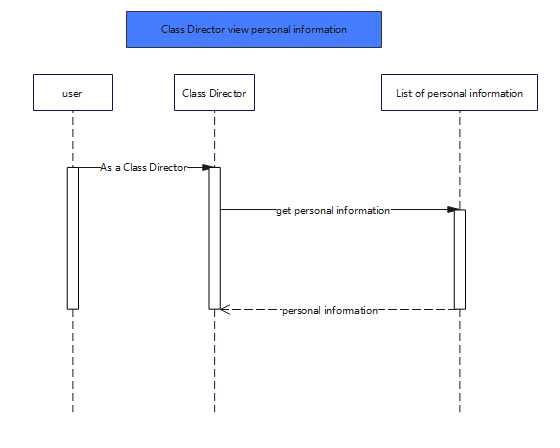 Class Director view personal information
user
Class Director
List of personal information
As a Class Director
get personal information
personal information